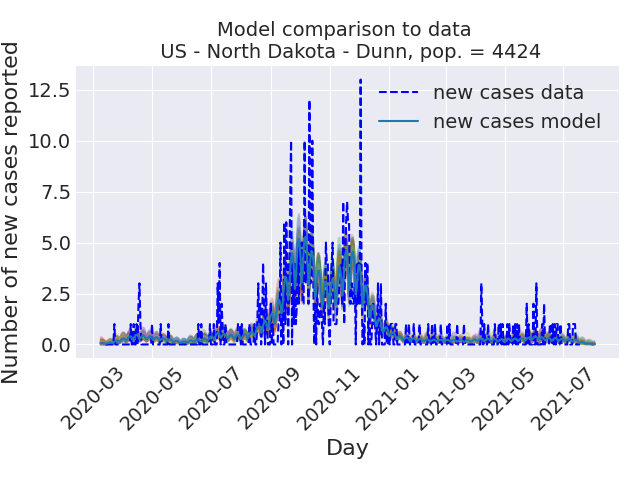 Model comparison to data
US - North Dakota - Dunn, pop. = 4424
Number of new cases reported
12.5
10.0
7.5
5.0
2.5
0.0
new cases data
new cases model
2020-03
2020-05
2020-07
2020-09
2020-11
2021-01
2021-03
2021-05
2021-07
Day